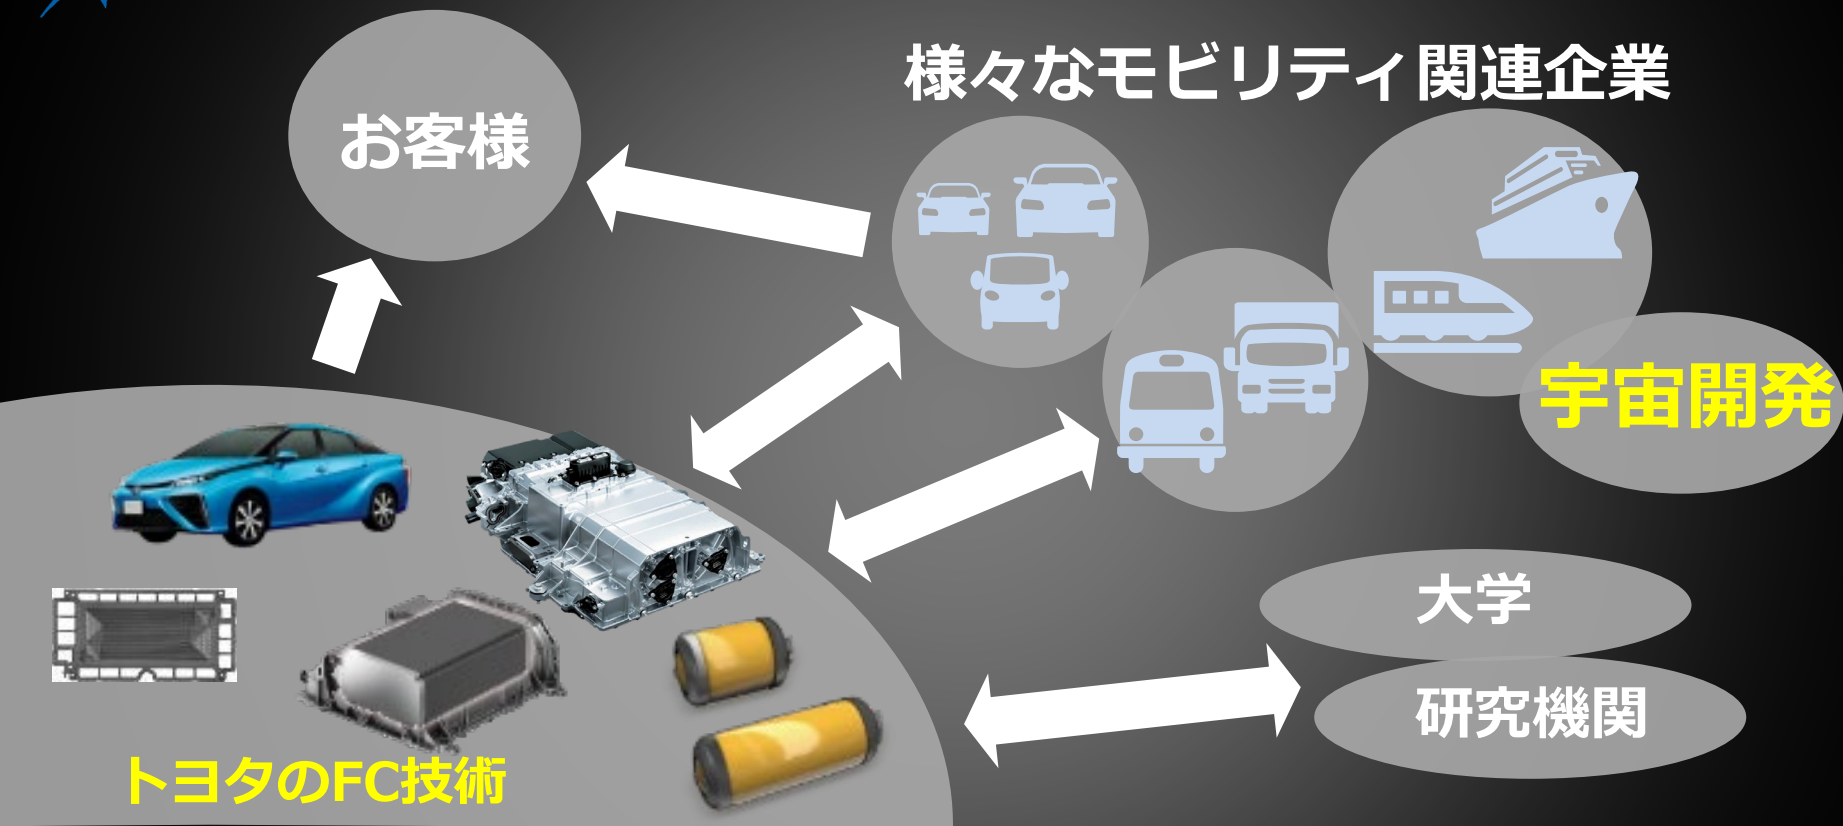 様々なモビリティ関連企業
お客様
宇宙開発
大学
研究機関
トヨタのFC技術